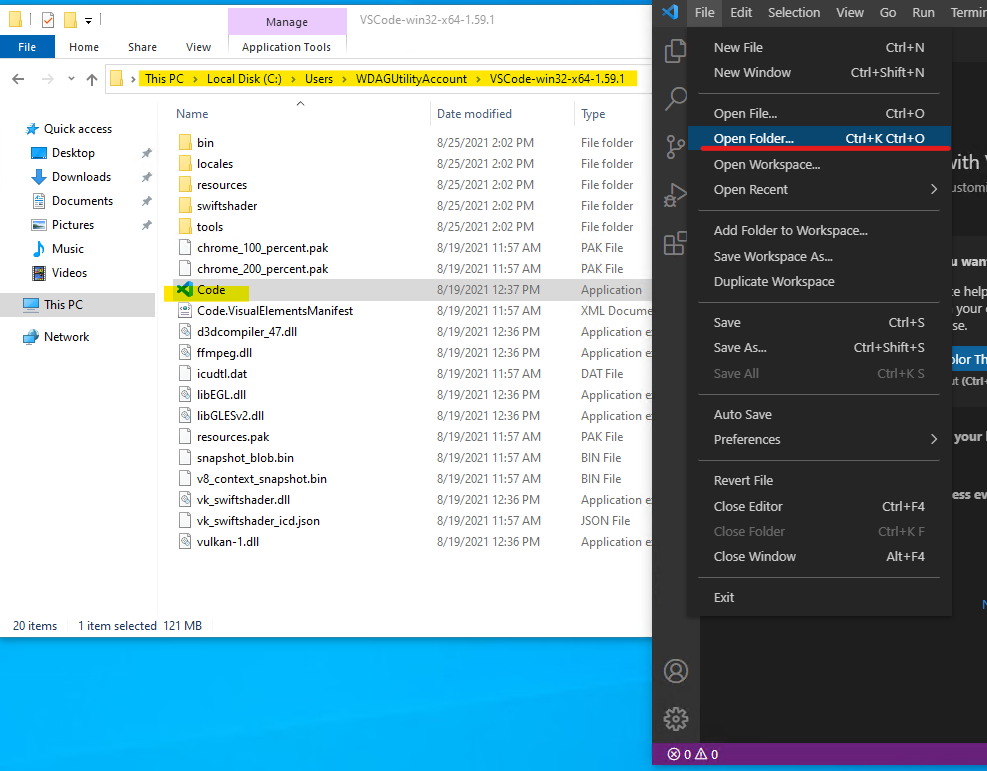 Manage
VSCode-win32-x64-1.59.1
File Home Share View Application Tools
This PC Local Disk (C:) Users WDAGUtilityAccount VSCode-win32-x64-1.59.1
Name Date modified Type
Quick access
Desktop
Downloads
Documents
Pictures
Music
Videos
This PC
Network
bin 8/25/2021 2:02 PM File folder
locales 8/25/2021 2:02 PM File folder
resources 8/25/2021 2:02 PM File folder
swiftshader 8/25/2021 2:02 PM File folder
tools 8/25/2021 2:02 PM File folder
chrome_100_percent.pak 8/19/2021 11:57 AM PAK File
chrome_200_percent.pak 8/19/2021 11:57 AM PAK File
Code 8/19/2021 12:37 PM Application
Code.VisualElementsManifest 8/19/2021 11:57 AM XML Docume
d3dcompiler_47.dll 8/19/2021 12:36 PM Application e
ffmpeg.dll 8/19/2021 12:36 PM Application e
icudtl.dat 8/19/2021 11:57 AM DAT File
libEGL.dll 8/19/2021 12:36 PM Application e
libGLESv2.dll 8/19/2021 12:36 PM Application e
resources.pak 8/19/2021 11:57 AM PAK File
snapshot_blob.bin 8/19/2021 11:57 AM BIN File
v8_context_snapshot.bin 8/19/2021 11:57 AM BIN File
vk_swiftshader.dll 8/19/2021 12:36 PM Application e
vk_swiftshader_icd.json 8/19/2021 11:57 AM JSON File
vulkan-1.dll 8/19/2021 12:36 PM Application e
20 items 1 item selected 121 MB
File Edit Selection View Go Run Termin
New File Ctrl+N
New Window Ctrl+Shift+N
Open File... Ctrl+O
Open Folder... Ctrl+K Ctrl+O
Open Workspace...
Open Recent
Add Folder to Workspace...
Save Workspace As...
Duplicate Workspace
Save Ctrl+S
Save As... Ctrl+Shift+S
Save All Ctrl+K S
Auto Save
Preferences
Revert File
Close Editor Ctrl+F4
Close Folder Ctrl+K F
Close Window Alt+F4
Exit
with V
ustomi
u want
e help
your c
se.
olor Th
ut (Ctrl+
your l
ess ev
0 0